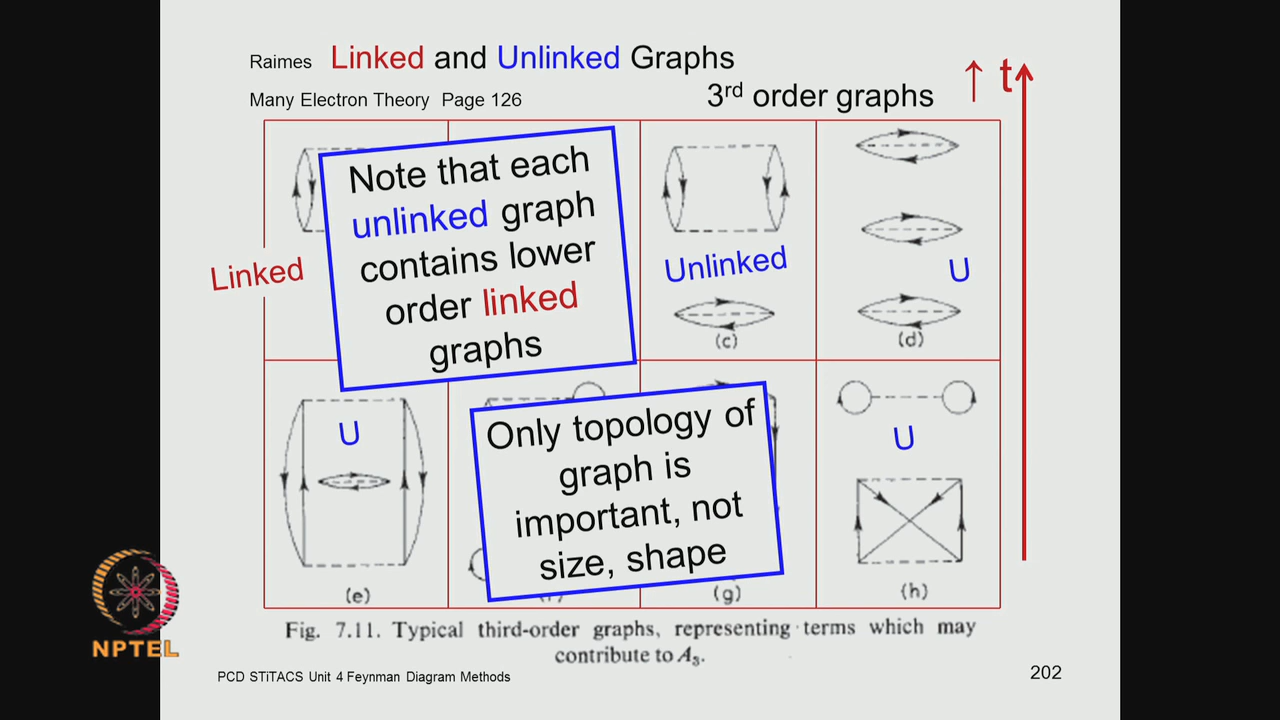 Raimes Linked and Unlinked Graphs
Many Electron Theory Page 126
3rd order graphs
↑ t
Note that each
unlinked graph
contains lower
order linked
graphs
Linked
Unlinked
(c)
U
(d)
U
(e)
Only topology of
graph is
important, not
size, shape
(g)
U
(h)
Fig. 7.11. Typical third-order graphs, representing terms which may
contribute to A₃.
NPTEL
PCD STiTACS Unit 4 Feynman Diagram Methods
202